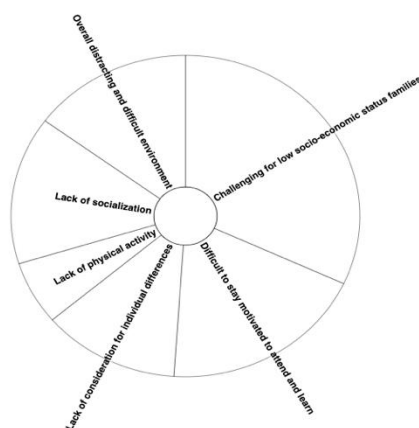 Overall distracting and difficult environment
Challenging for low socio-economic status families
Lack of socialization
Lack of physical activity
Lack of consideration for individual differences
Difficult to stay motivated to attend and learn